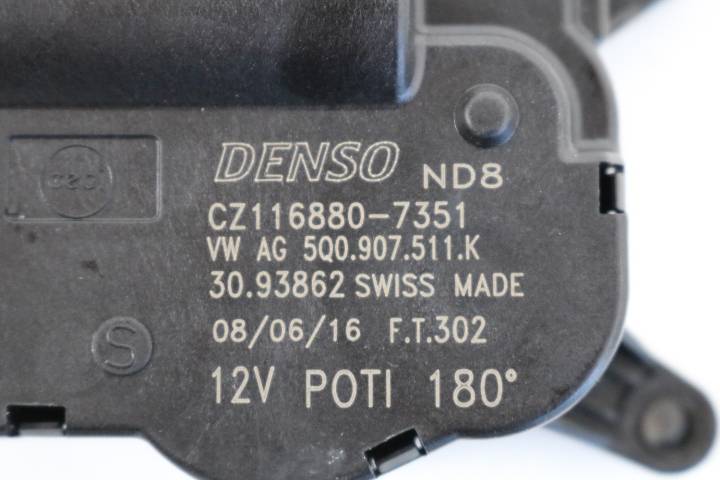 DENSO ND8
CZ116880-7351
VW AG 5Q0.907.511.K
30.93862 SWISS MADE
08/06/16 F.T.302
12V POTI 180°
S